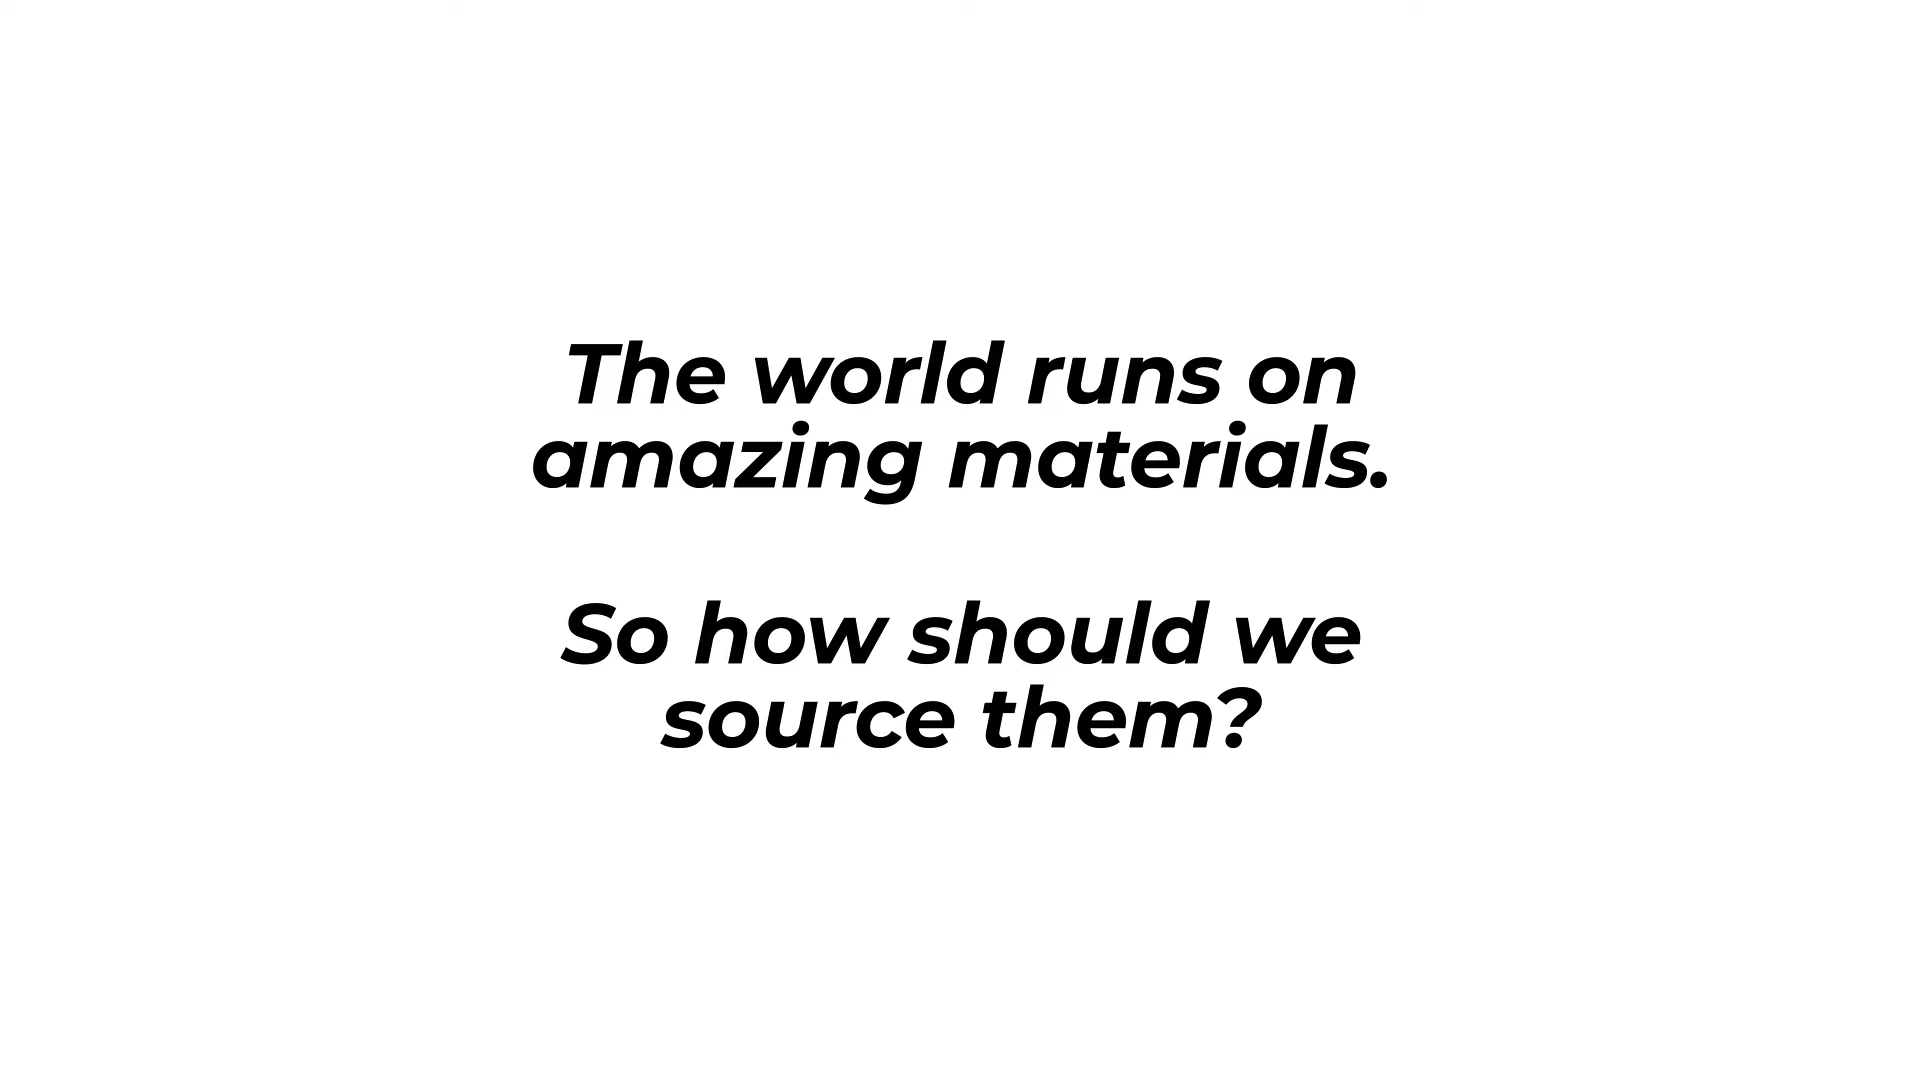 The world runs on
amazing materials.
So how should we
source them?